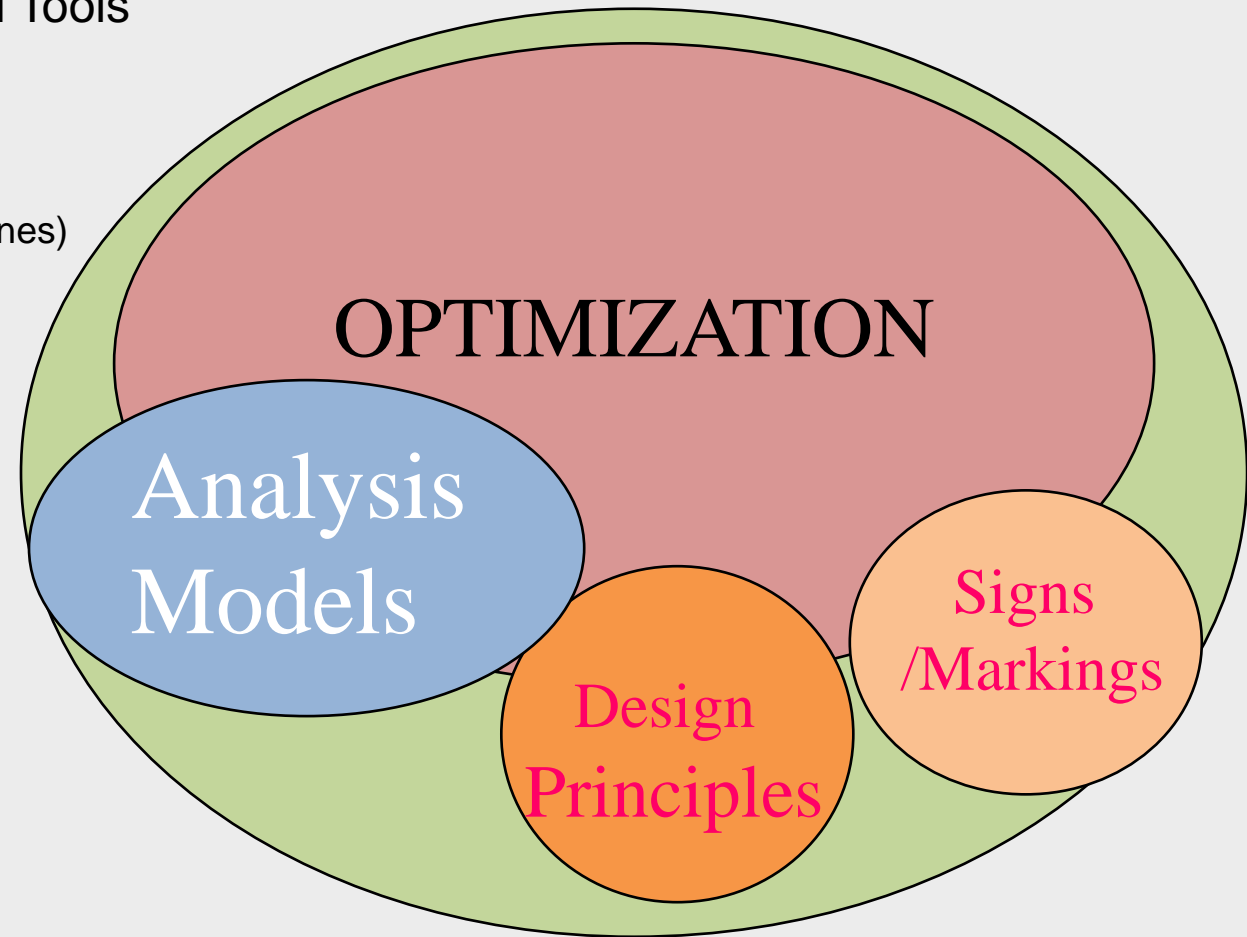 Tools
nes)
OPTIMIZATION
Analysis
Models
Signs
/Markings
Design
Principles